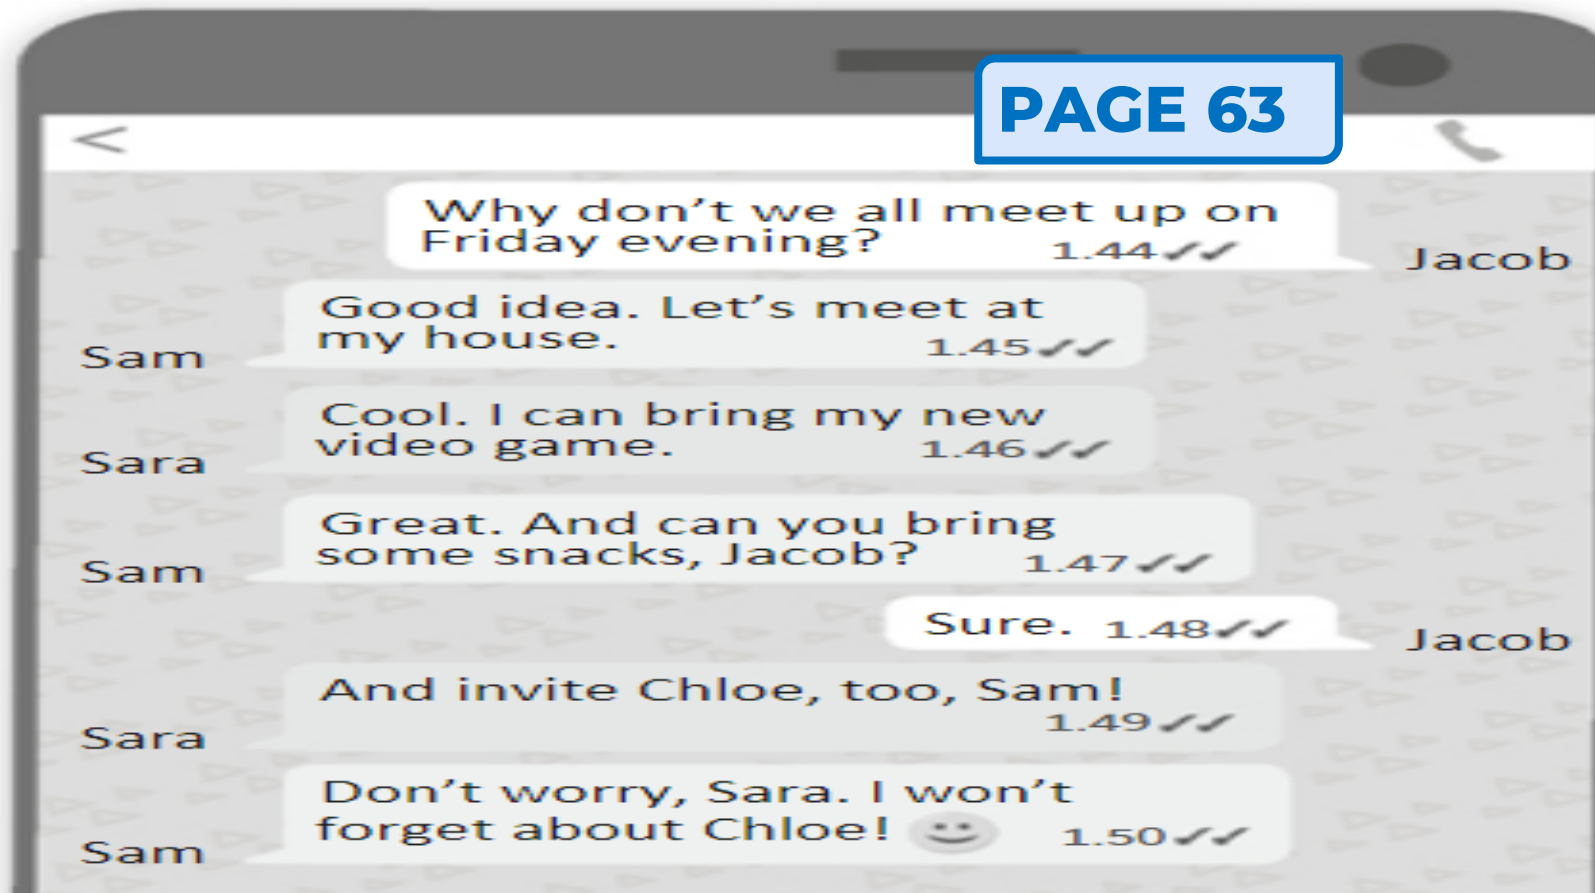 PAGE 63
<
Why don't we all meet up on
Friday evening? 1.44✓✓
Jacob
Good idea. Let's meet at
my house. 1.45✓✓
Sam
Cool. I can bring my new
video game. 1.46✓✓
Sara
Great. And can you bring
some snacks, Jacob? 1.47✓✓
Sam
Sure. 1.48✓✓
Jacob
And invite Chloe, too, Sam!
1.49✓✓
Sara
Don't worry, Sara. I won't
forget about Chloe! 1.50✓✓
Sam